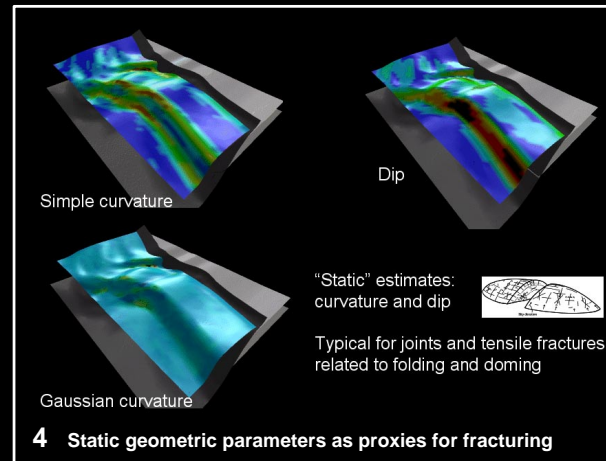 Simple curvature
Dip
Gaussian curvature
“Static” estimates:
curvature and dip
Typical for joints and tensile fractures
related to folding and doming
4 Static geometric parameters as proxies for fracturing